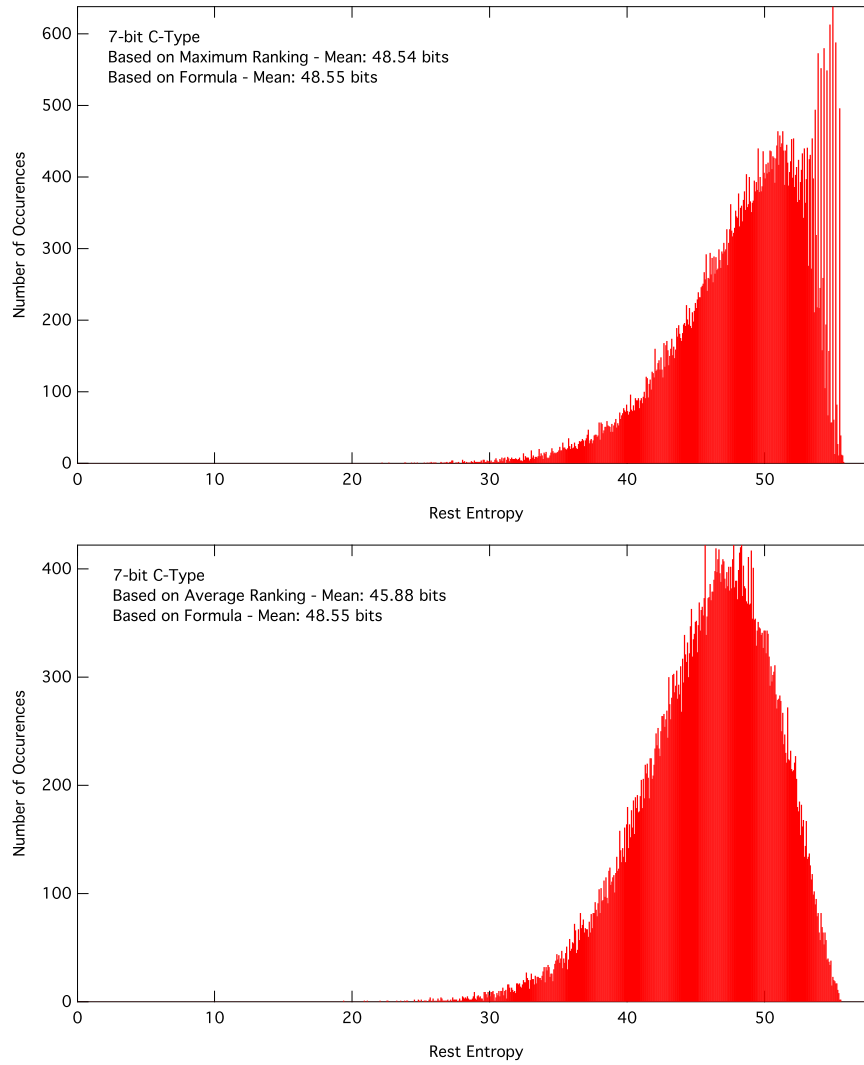 600
500
400
300
200
100
0
Number of Occurences
7-bit C-Type
Based on Maximum Ranking - Mean: 48.54 bits
Based on Formula - Mean: 48.55 bits
0 10 20 30 40 50
Rest Entropy
400
300
200
100
0
Number of Occurences
7-bit C-Type
Based on Average Ranking - Mean: 45.88 bits
Based on Formula - Mean: 48.55 bits
0 10 20 30 40 50
Rest Entropy